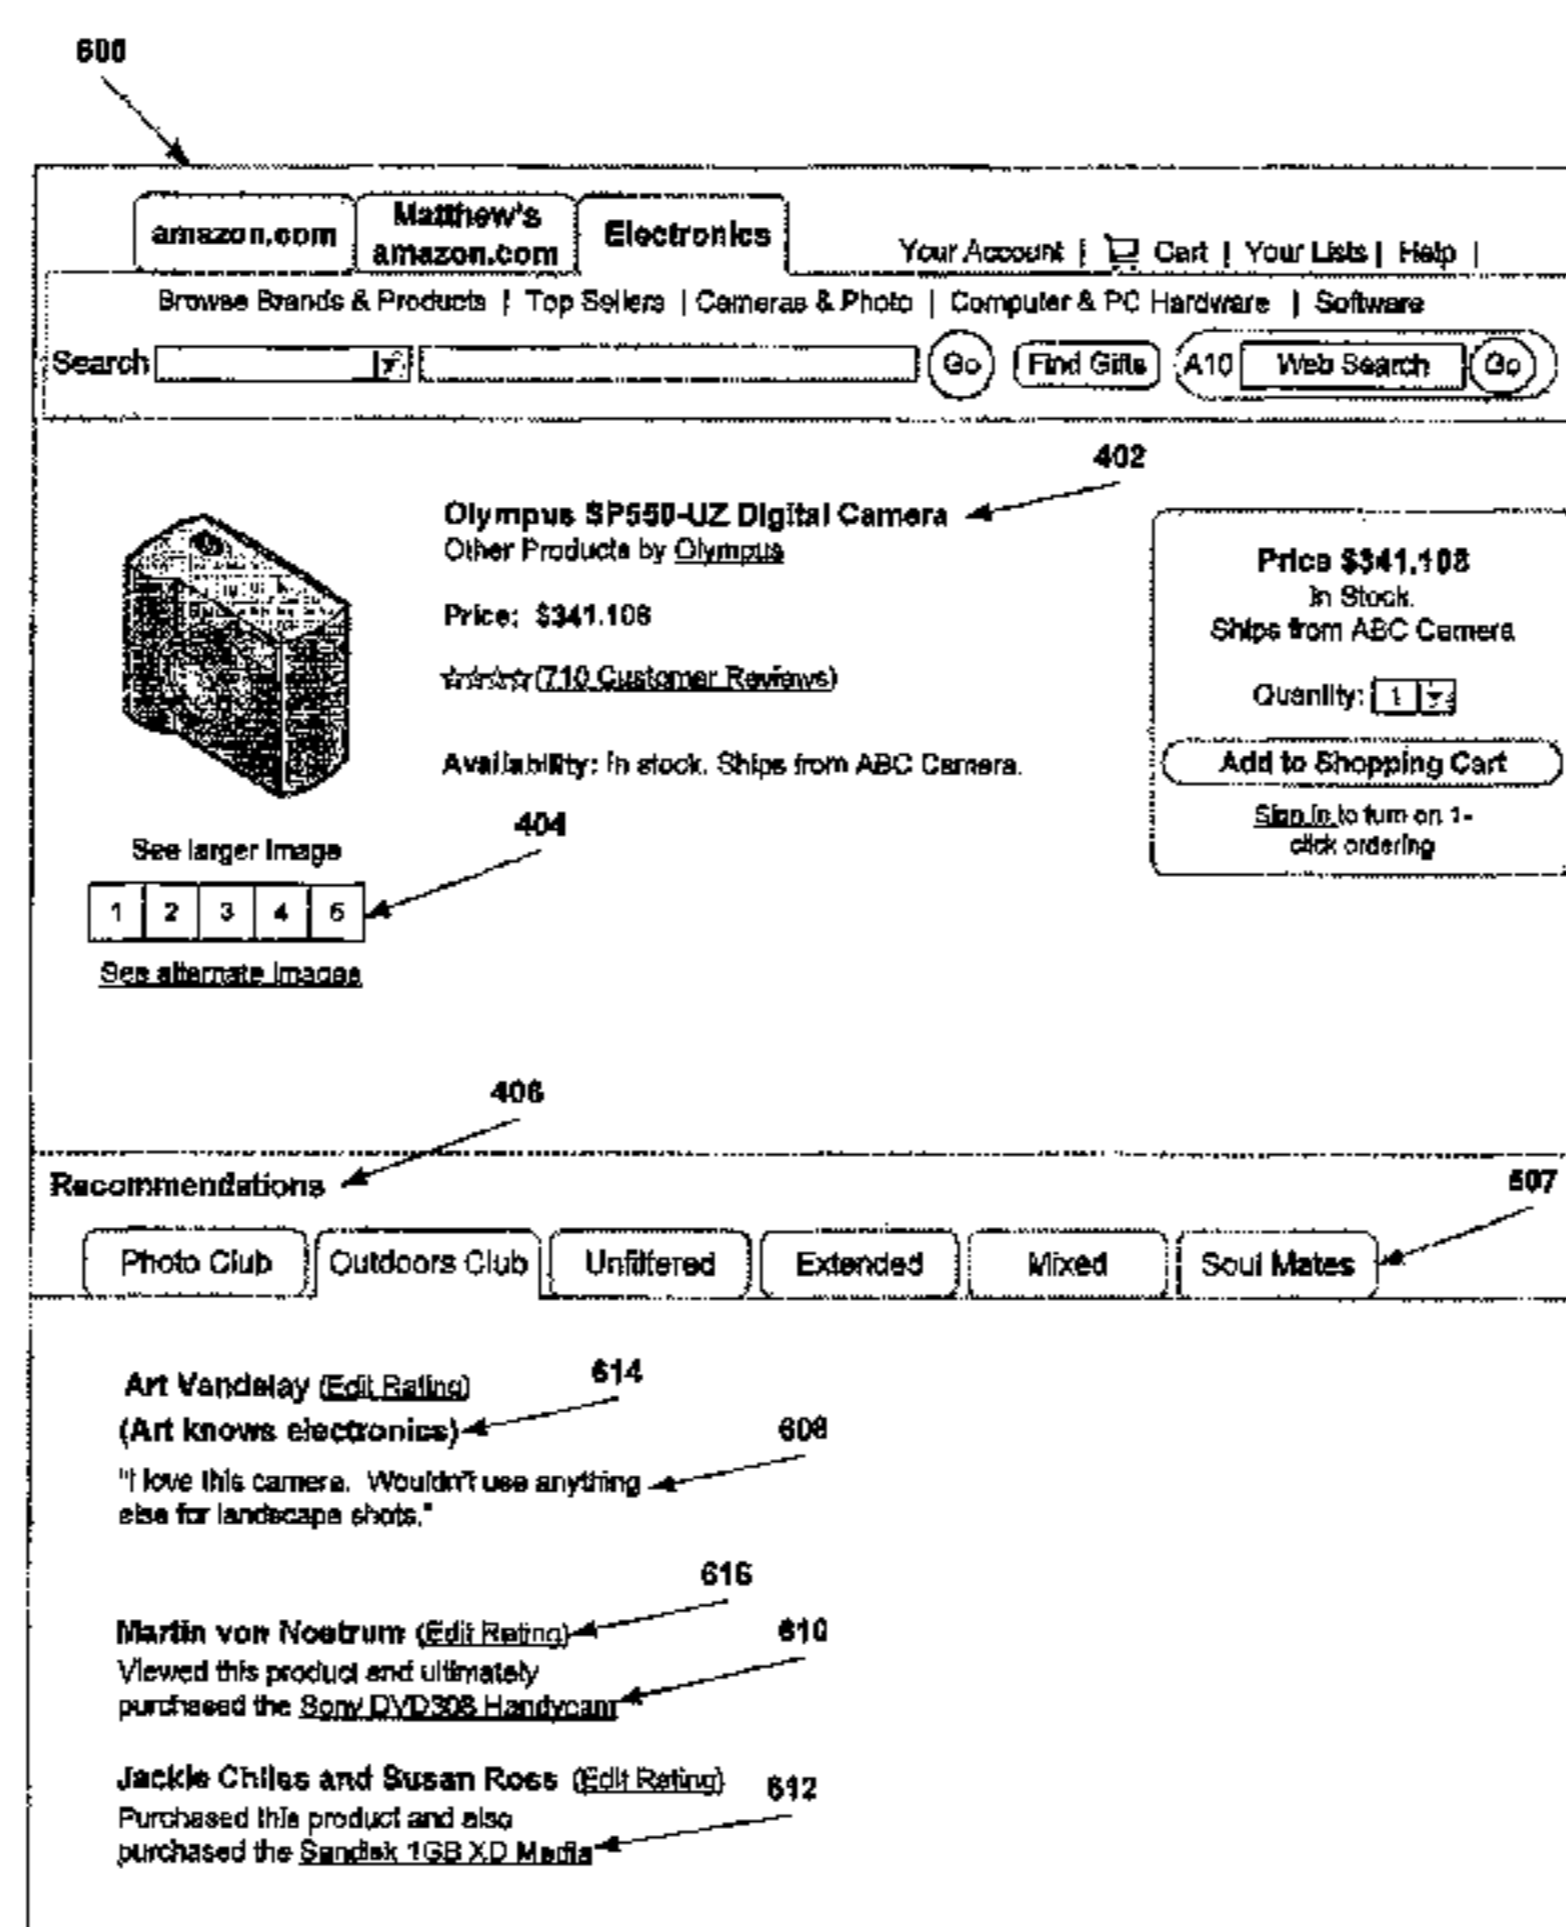 600
amazon.com
Matthew's
amazon.com
Electronics
Your Account | Cart | Your Lists | Help |
Browse Brands & Products | Top Sellers | Cameras & Photo | Computer & PC Hardware | Software
Search Go Find Gifts A10 Web Search Go
402
Olympus SP550-UZ Digital Camera
Other Products by Olympus
Price: $341.108
☆☆☆☆ (710 Customer Reviews)
Availability: In stock. Ships from ABC Camera.
Price $341.108
In Stock.
Ships from ABC Camera
Quantity: 1
Add to Shopping Cart
Sign in to turn on 1-
click ordering
404
See larger image
1 2 3 4 5
See alternate images
406
Recommendations
607
Photo Club Outdoors Club Unfiltered Extended Mixed Soul Mates
614
Art Vandelay (Edit Rating)
(Art knows electronics)
608
"I love this camera. Wouldn't use anything
else for landscape shots."
616
Martin von Nostrum (Edit Rating)
610
Viewed this product and ultimately
purchased the Sony DVD308 Handycam
Jackie Chiles and Susan Ross (Edit Rating)
612
Purchased this product and also
purchased the Sandisk 1GB XD Media